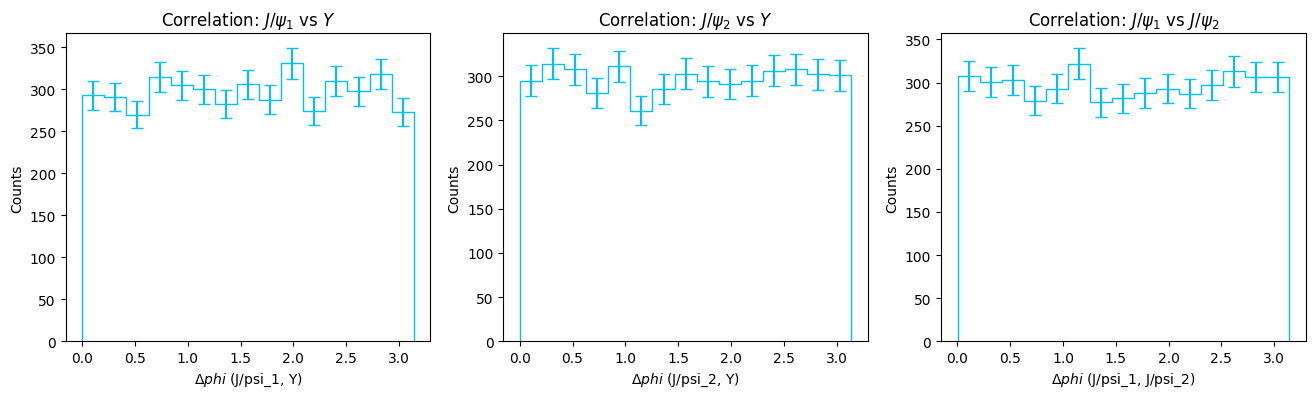 Correlation: J/ψ₁ vs Y
350
300
250
200
150
100
50
0
Counts
0.0 0.5 1.0 1.5 2.0 2.5 3.0
Δphi (J/psi_1, Y)
Correlation: J/ψ₂ vs Y
300
250
200
150
100
50
0
Counts
0.0 0.5 1.0 1.5 2.0 2.5 3.0
Δphi (J/psi_2, Y)
Correlation: J/ψ₁ vs J/ψ₂
350
300
250
200
150
100
50
0
Counts
0.0 0.5 1.0 1.5 2.0 2.5 3.0
Δphi (J/psi_1, J/psi_2)